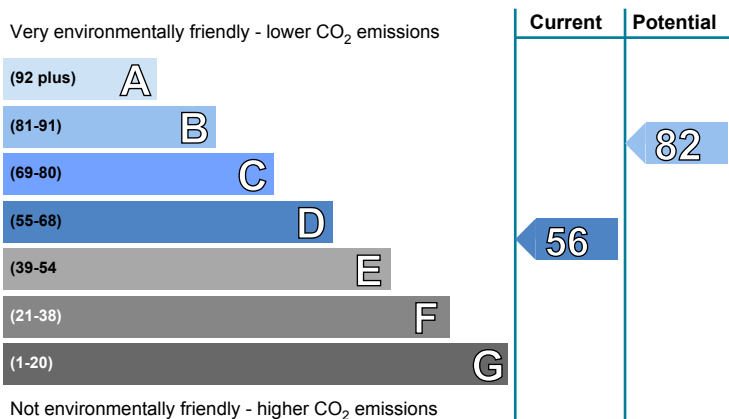 Current Potential
Very environmentally friendly - lower CO₂ emissions
(92 plus) A
(81-91) B
82
(69-80) C
(55-68) D
56
(39-54 E
(21-38) F
(1-20) G
Not environmentally friendly - higher CO₂ emissions